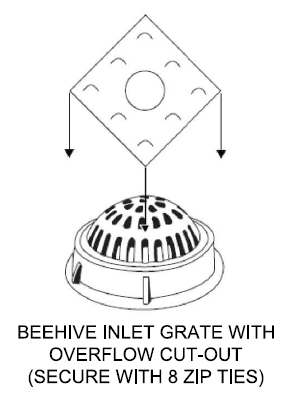 BEEHIVE INLET GRATE WITH
OVERFLOW CUT-OUT
(SECURE WITH 8 ZIP TIES)